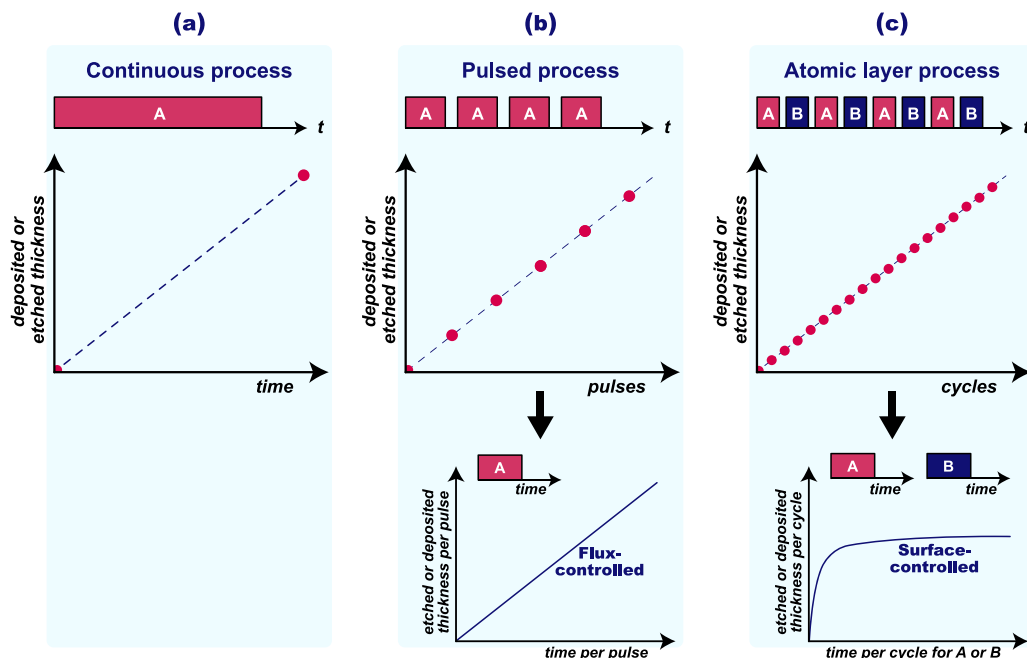 (a)
Continuous process
A
t
deposited or
etched thickness
time
(b)
Pulsed process
A A A A
t
deposited or
etched thickness
pulses
A
time
etched or deposited
thickness per pulse
Flux-
controlled
time per pulse
(c)
Atomic layer process
A B A B A B A B
t
deposited or
etched thickness
cycles
A
time
B
time
etched or deposited
thickness per cycle
Surface-
controlled
time per cycle for A or B